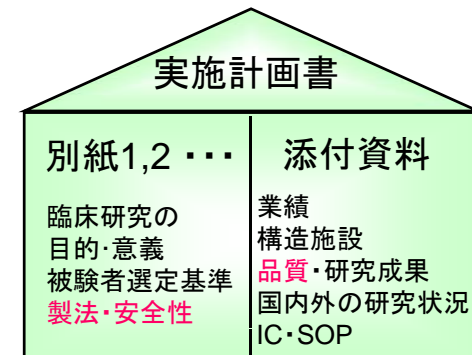 実施計画書
別紙1,2 ・・・
臨床研究の
目的・意義
被験者選定基準
製法・安全性
添付資料
業績
構造施設
品質・研究成果
国内外の研究状況
IC・SOP